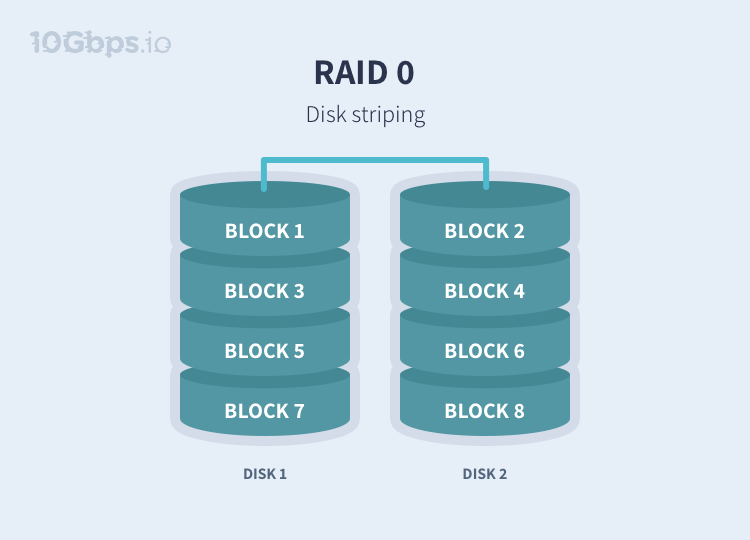 10Gbps.io
RAID 0
Disk striping
BLOCK 1
BLOCK 3
BLOCK 5
BLOCK 7
DISK 1
BLOCK 2
BLOCK 4
BLOCK 6
BLOCK 8
DISK 2